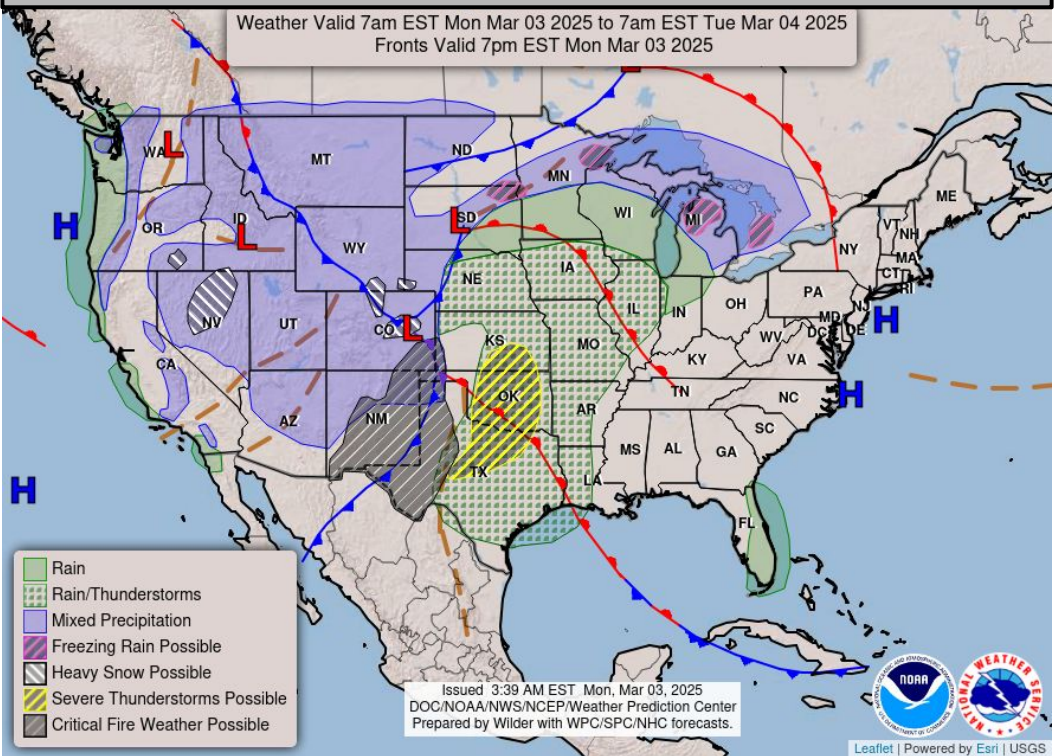 Weather Valid 7am EST Mon Mar 03 2025 to 7am EST Tue Mar 04 2025
Fronts Valid 7pm EST Mon Mar 03 2025
WA
L
MT
ND
MN
ME
H
OR
ID
L
WY
L
SD
WI
MI
VT
NH
NY
MA
CT
RI
NV
UT
CO
L
NE
IA
IL
IN
OH
PA
NJ
MD
DE
DC
H
CA
KS
MO
WV
VA
KY
AZ
NM
OK
AR
TN
NC
H
SC
TX
LA
MS
AL
GA
H
FL
Rain
Rain/Thunderstorms
Mixed Precipitation
Freezing Rain Possible
Heavy Snow Possible
Severe Thunderstorms Possible
Critical Fire Weather Possible
Issued 3:39 AM EST Mon, Mar 03, 2025
DOC/NOAA/NWS/NCEP/Weather Prediction Center
Prepared by Wilder with WPC/SPC/NHC forecasts.
NOAA
NATIONAL WEATHER SERVICE
Leaflet | Powered by Esri | USGS